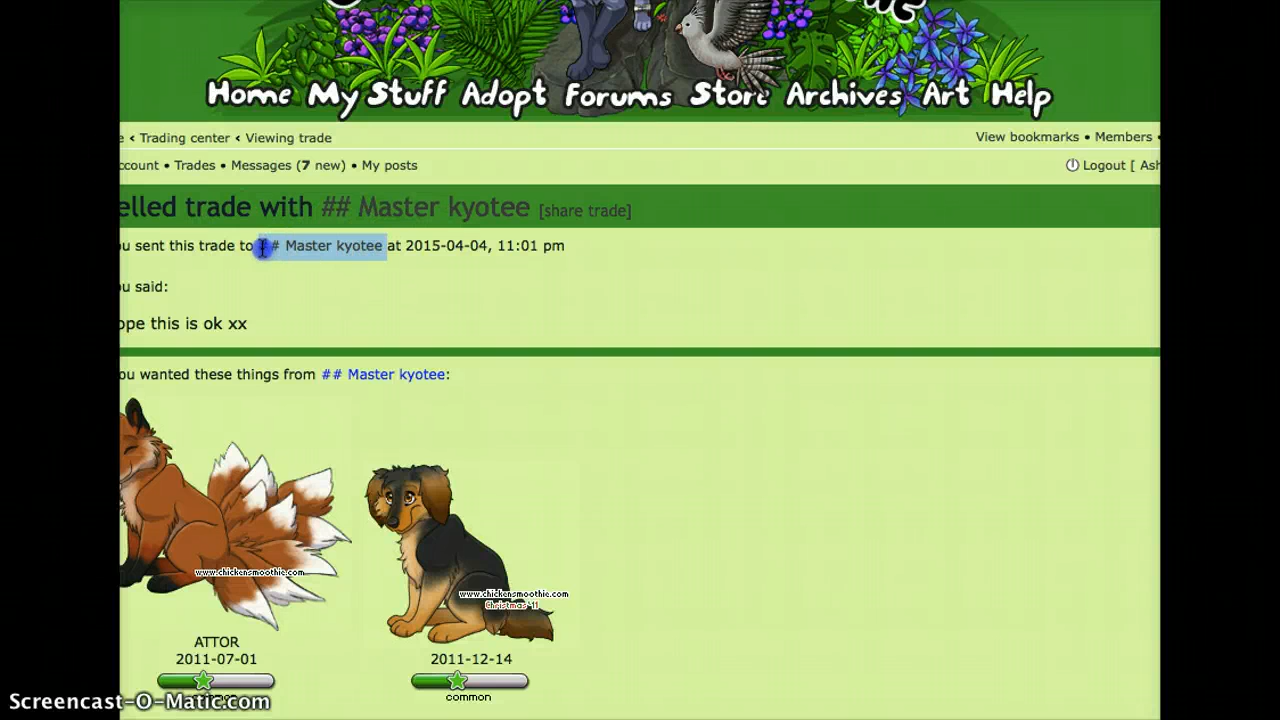 Home My Stuff Adopt Forums Store Archives Art Help
e ‹ Trading center ‹ Viewing trade
View bookmarks • Members •
ccount • Trades • Messages (7 new) • My posts
Logout [ Ash
elled trade with ## Master kyotee [share trade]
ou sent this trade to ## Master kyotee at 2015-04-04, 11:01 pm
ou said:
ope this is ok xx
ou wanted these things from ## Master kyotee:
www.chickensmoothie.com
www.chickensmoothie.com
Christmas '11
ATTOR
2011-07-01
2011-12-14
common
common
Screencast-O-Matic.com